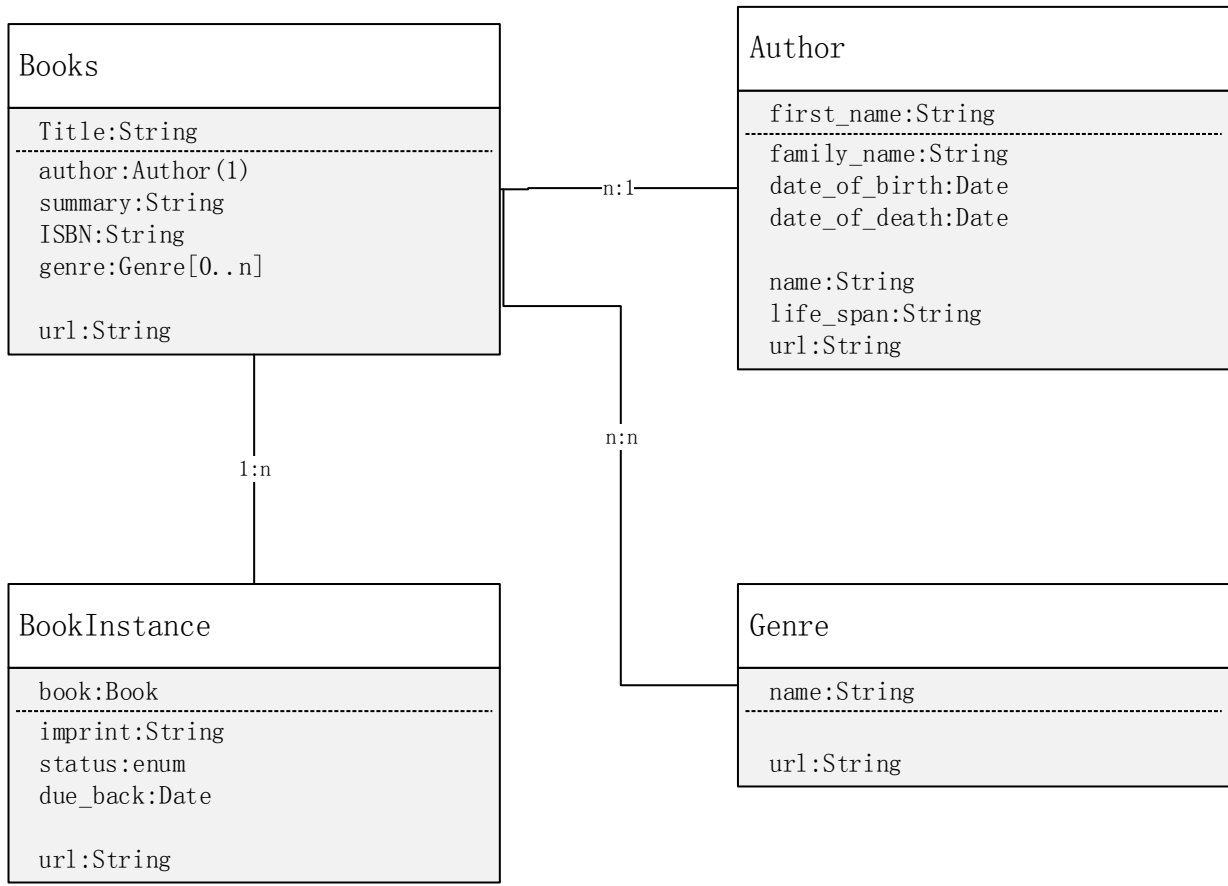 Books
Title:String
author:Author(1)
summary:String
ISBN:String
genre:Genre[0..n]
url:String
Author
first_name:String
family_name:String
date_of_birth:Date
date_of_death:Date
name:String
life_span:String
url:String
n:1
n:n
1:n
BookInstance
book:Book
imprint:String
status:enum
due_back:Date
url:String
Genre
name:String
url:String